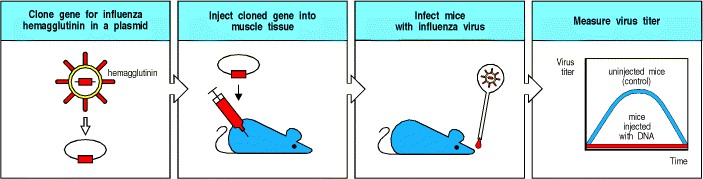 Clone gene for influenza
hemagglutinin in a plasmid
hemagglutinin
Inject cloned gene into
muscle tissue
Infect mice
with influenza virus
Measure virus titer
Virus
titer
uninjected mice
(control)
mice
injected
with DNA
Time